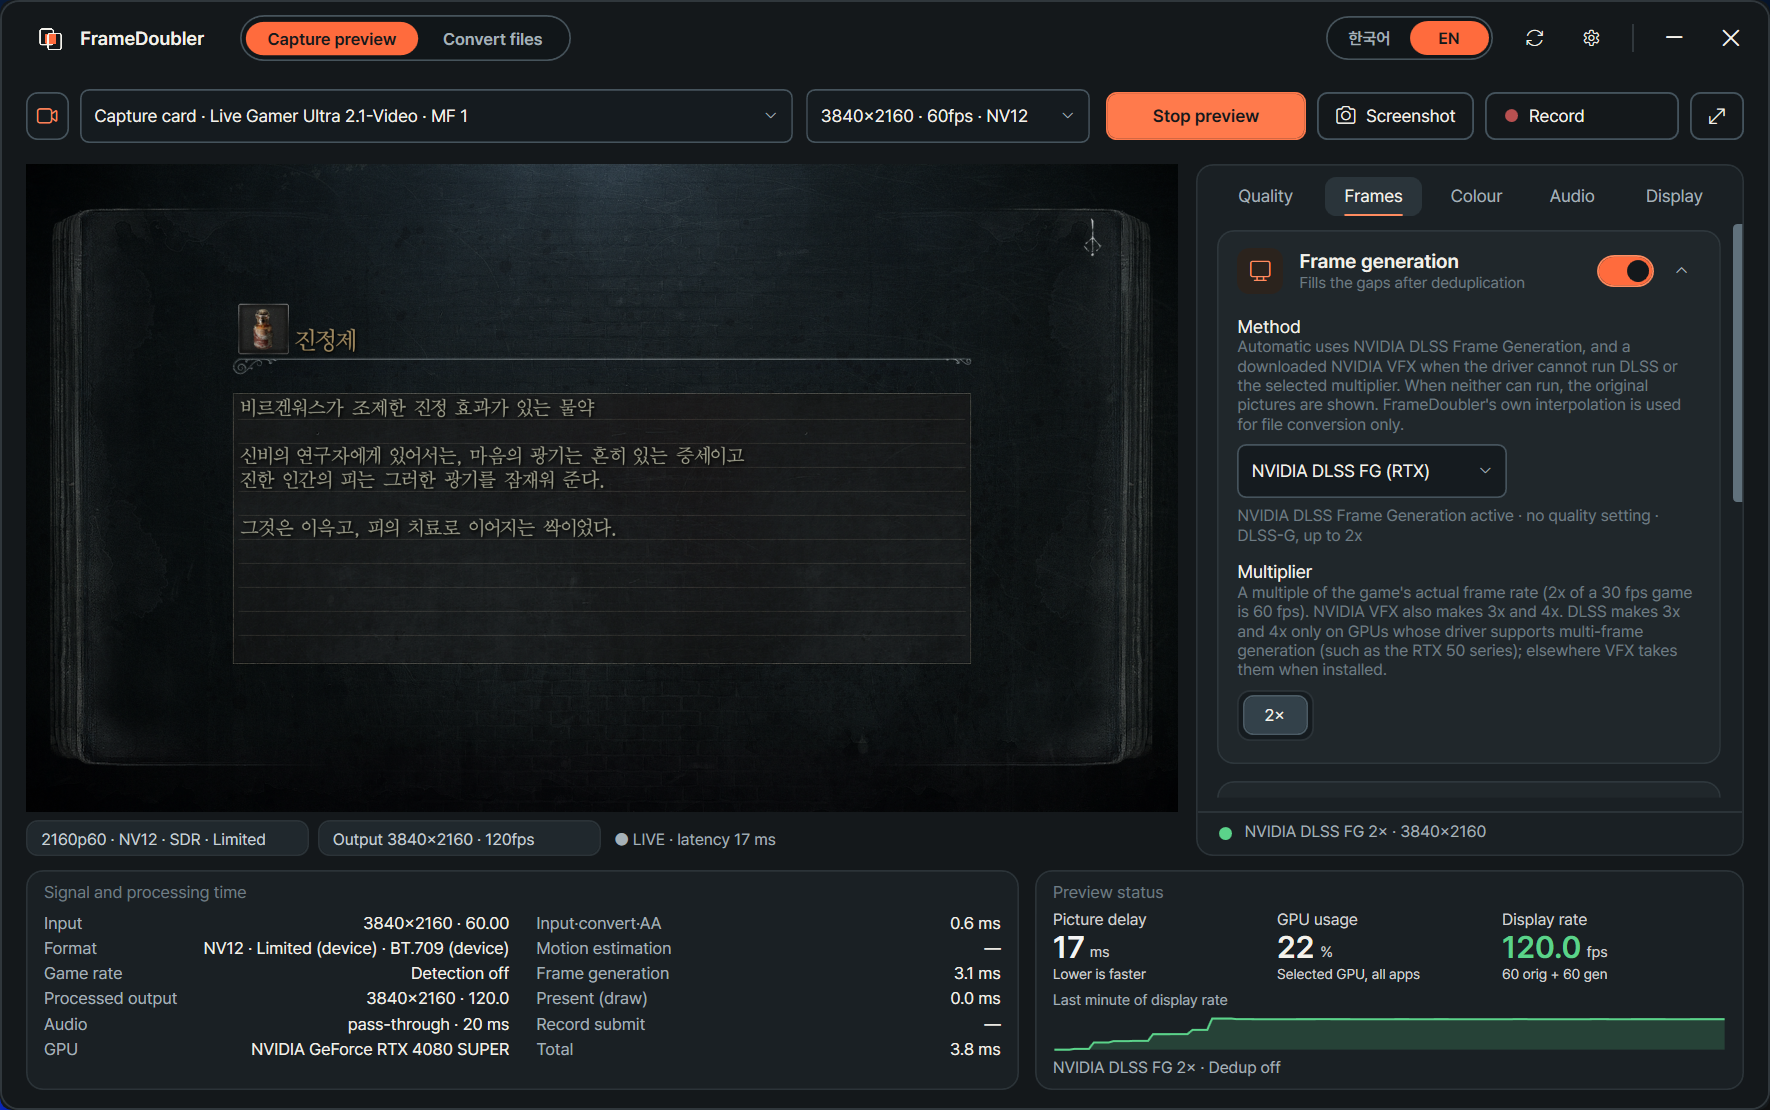 FrameDoubler
Capture preview
Convert files
한국어
EN
Capture card · Live Gamer Ultra 2.1-Video · MF 1
3840×2160 · 60fps · NV12
Stop preview
Screenshot
Record
진정제
비르겐워스가 조제한 진정 효과가 있는 물약
신비의 연구자에게 있어서는, 마음의 광기는 흔히 있는 증세이고
진한 인간의 피는 그러한 광기를 잠재워 준다.
그것은 이윽고, 피의 치료로 이어지는 싹이었다.
Quality
Frames
Colour
Audio
Display
Frame generation
Fills the gaps after deduplication
Method
Automatic uses NVIDIA DLSS Frame Generation, and a
downloaded NVIDIA VFX when the driver cannot run DLSS or
the selected multiplier. When neither can run, the original
pictures are shown. FrameDoubler's own interpolation is used
for file conversion only.
NVIDIA DLSS FG (RTX)
NVIDIA DLSS Frame Generation active · no quality setting ·
DLSS-G, up to 2x
Multiplier
A multiple of the game's actual frame rate (2x of a 30 fps game
is 60 fps). NVIDIA VFX also makes 3x and 4x. DLSS makes 3x
and 4x only on GPUs whose driver supports multi-frame
generation (such as the RTX 50 series); elsewhere VFX takes
them when installed.
2×
NVIDIA DLSS FG 2× · 3840×2160
2160p60 · NV12 · SDR · Limited
Output 3840×2160 · 120fps
LIVE · latency 17 ms
Signal and processing time
Input 3840×2160 · 60.00
Format NV12 · Limited (device) · BT.709 (device)
Game rate Detection off
Processed output 3840×2160 · 120.0
Audio pass-through · 20 ms
GPU NVIDIA GeForce RTX 4080 SUPER
Input·convert·AA 0.6 ms
Motion estimation —
Frame generation 3.1 ms
Present (draw) 0.0 ms
Record submit —
Total 3.8 ms
Preview status
Picture delay
17 ms
Lower is faster
GPU usage
22 %
Selected GPU, all apps
Display rate
120.0 fps
60 orig + 60 gen
Last minute of display rate
NVIDIA DLSS FG 2× · Dedup off